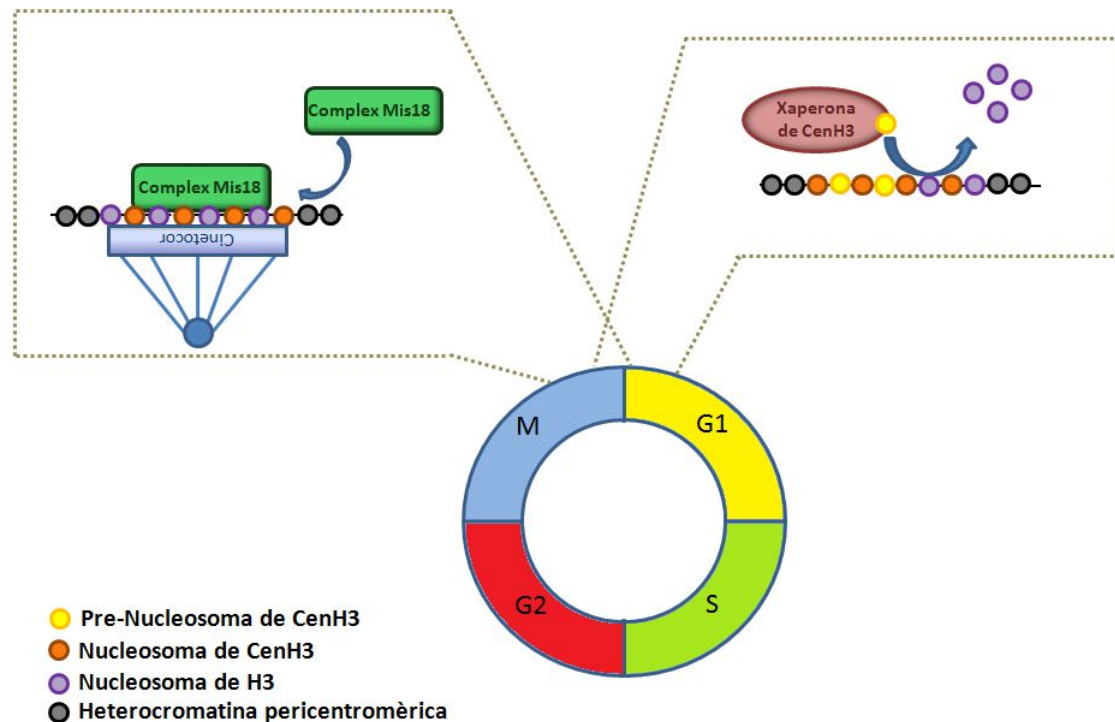 Complex Mis18
Complex Mis18
Cinetocor
Xaperona
de CenH3
M
G1
G2
S
Pre-Nucleosoma de CenH3
Nucleosoma de CenH3
Nucleosoma de H3
Heterocromatina pericentromèrica